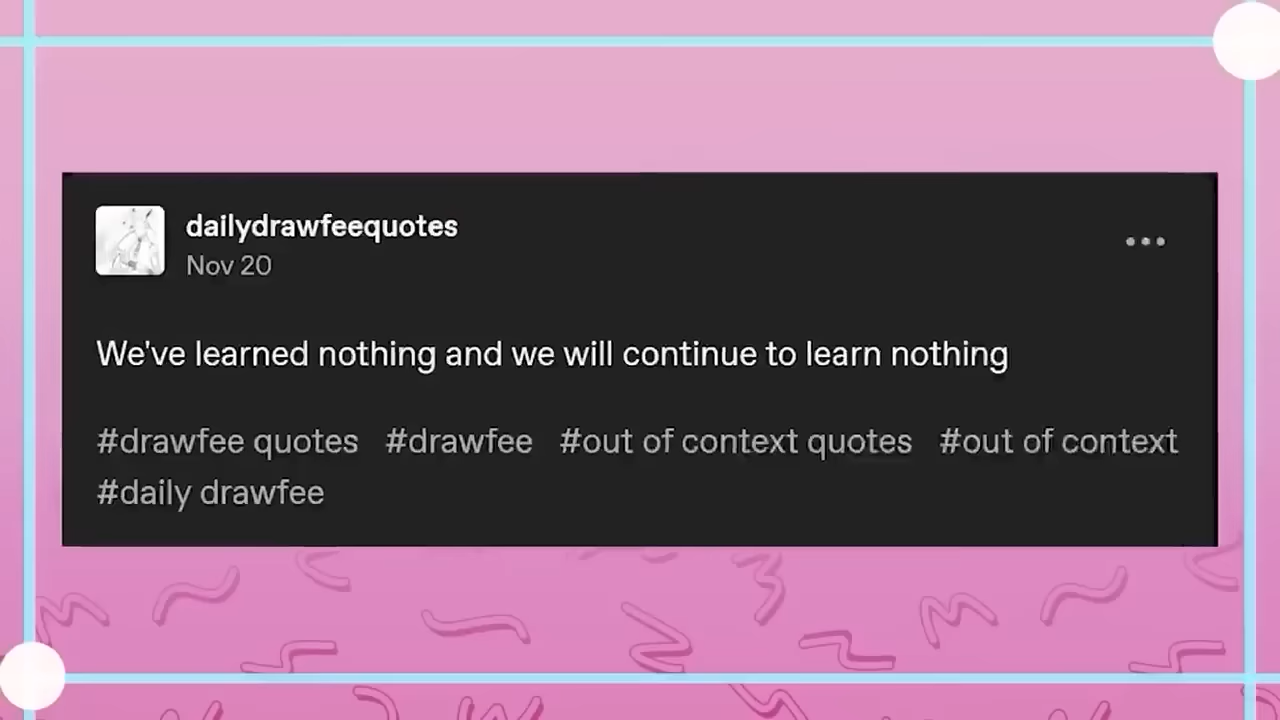 dailydrawfeequotes
Nov 20
We've learned nothing and we will continue to learn nothing
#drawfee quotes #drawfee #out of context quotes #out of context
#daily drawfee